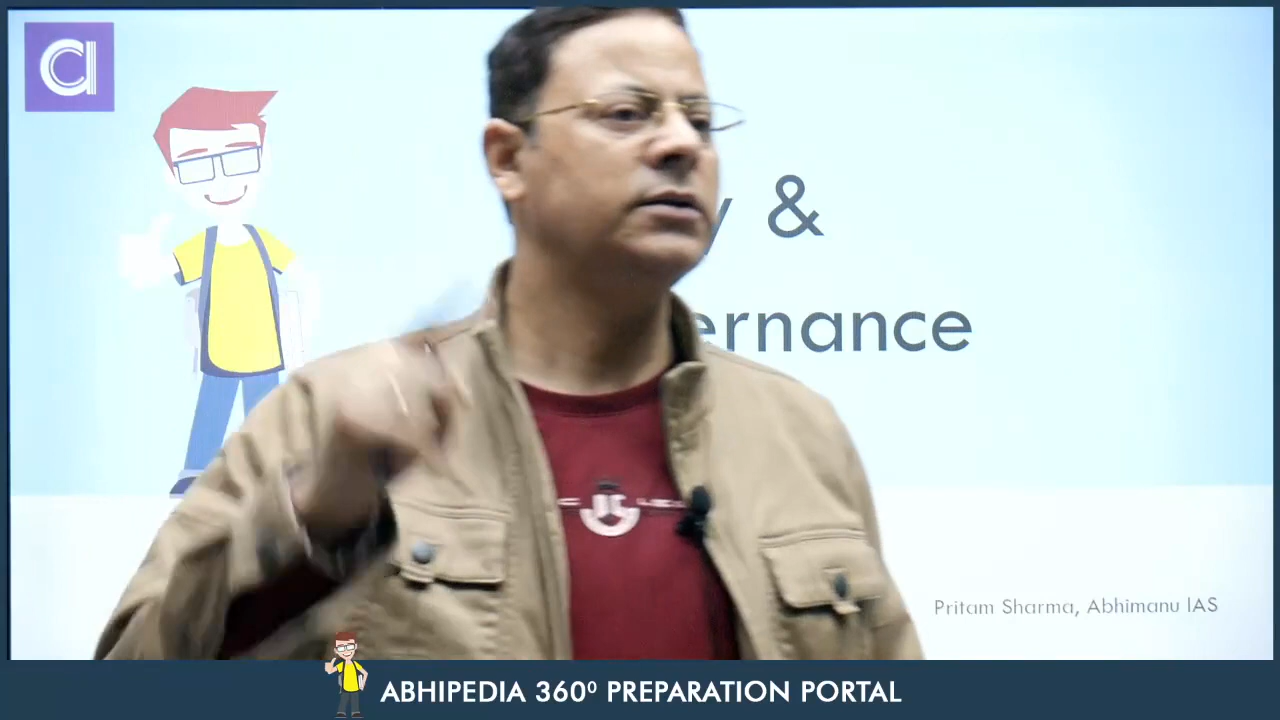 & 
ernance
Pritam Sharma, Abhimanu IAS
ABHIPEDIA 360⁰ PREPARATION PORTAL